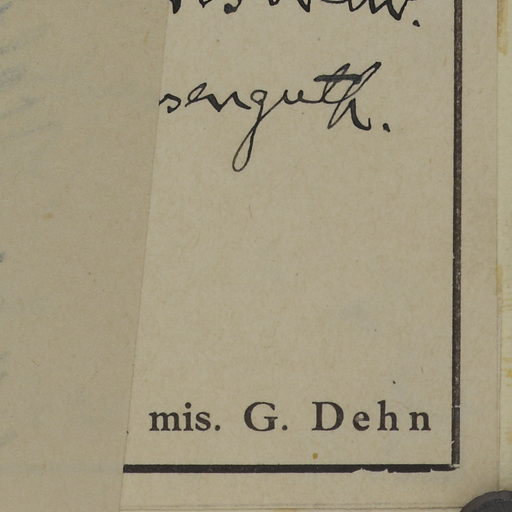 senguth.
mis. G. Dehn